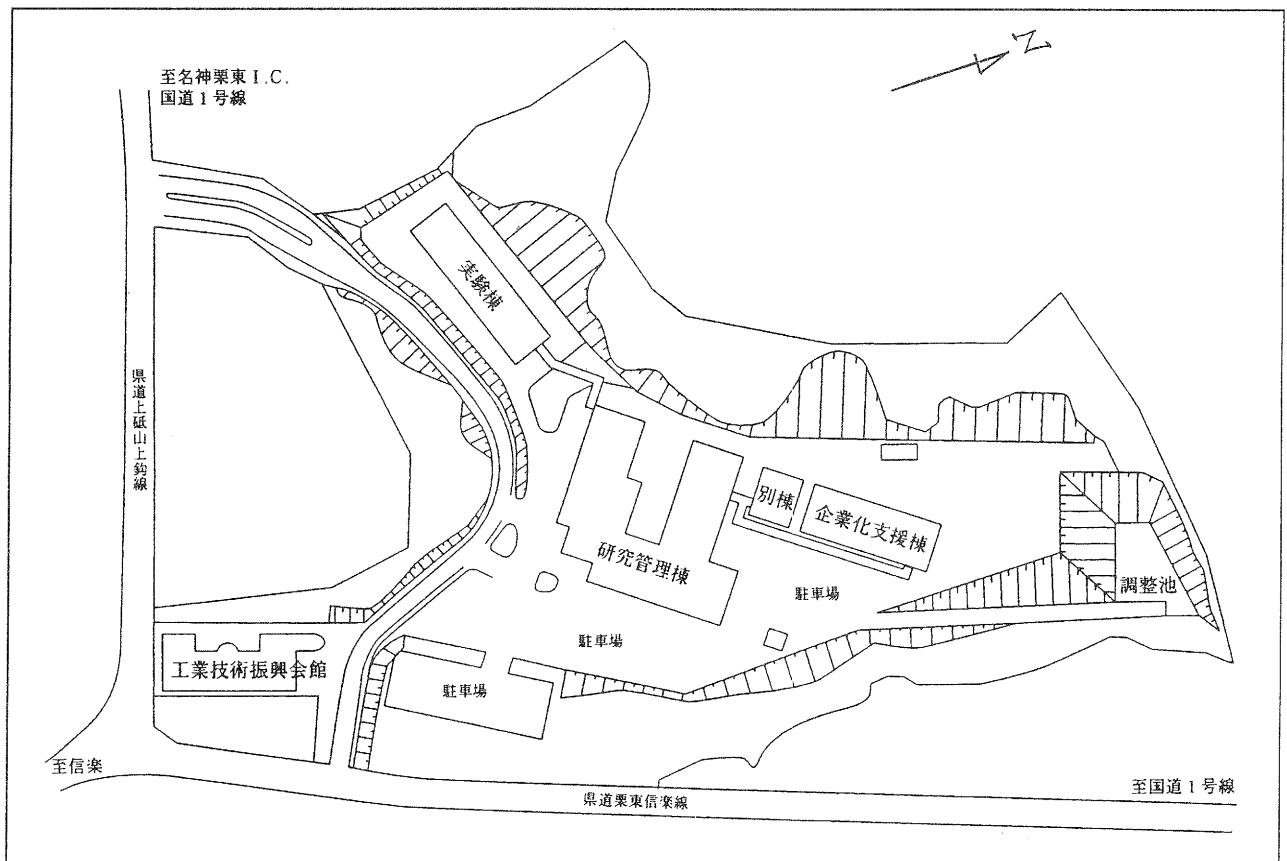 至名神栗東I.C.
国道1号線
N
実験棟
県道上砥山上鈎線
別棟
企業化支援棟
研究管理棟
調整池
駐車場
駐車場
工業技術振興会館
駐車場
至信楽
至国道1号線
県道栗東信楽線